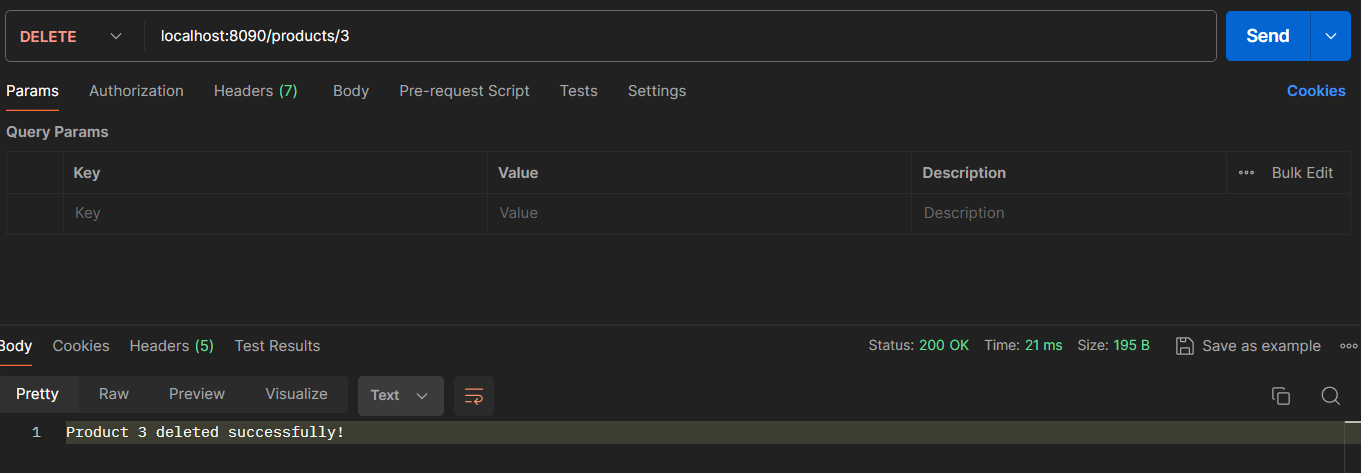 DELETE localhost:8090/products/3 Send
Params Authorization Headers (7) Body Pre-request Script Tests Settings Cookies
Query Params
Key Value Description Bulk Edit
Key Value Description
Body Cookies Headers (5) Test Results Status: 200 OK Time: 21 ms Size: 195 B Save as example
Pretty Raw Preview Visualize Text
1 Product 3 deleted successfully!